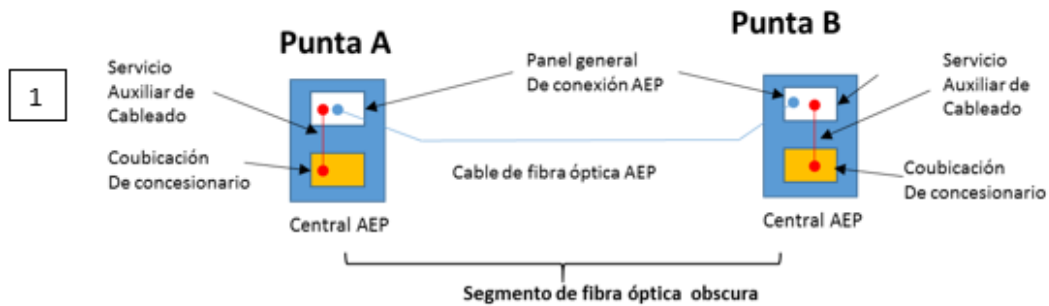 Punta A
Punta B
1
Servicio
Auxiliar de
Cableado
Panel general
De conexión AEP
Servicio
Auxiliar de
Cableado
Coubicación
De concesionario
Cable de fibra óptica AEP
Coubicación
De concesionario
Central AEP
Central AEP
Segmento de fibra óptica obscura